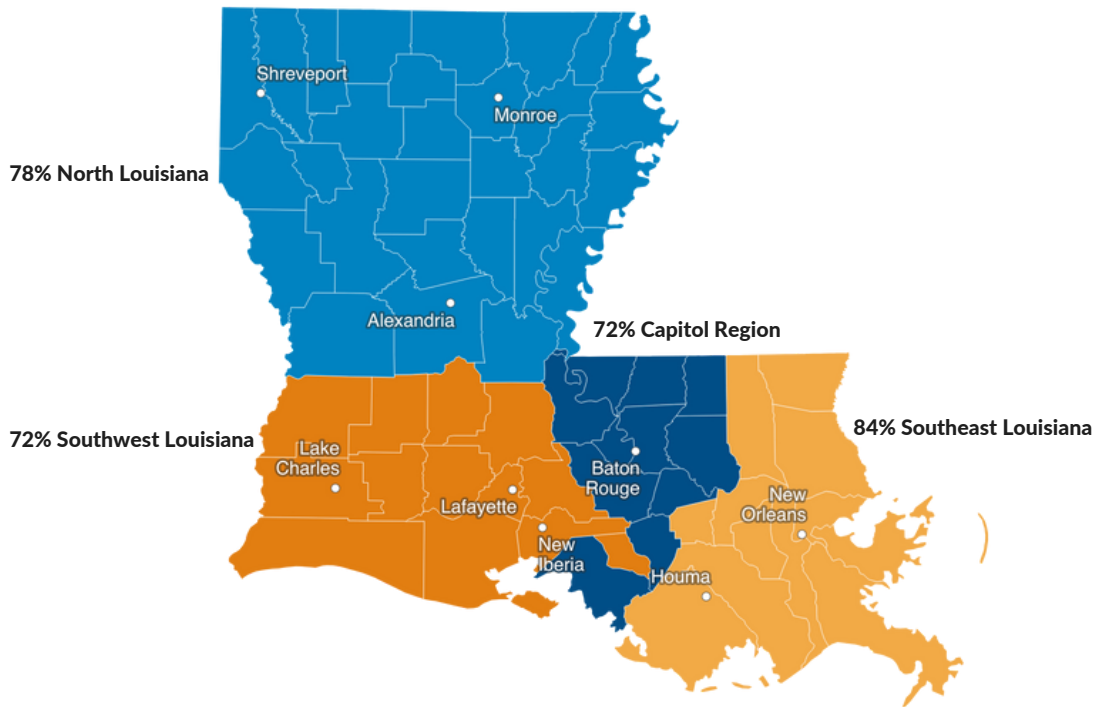 Shreveport
Monroe
78% North Louisiana
Alexandria
72% Capitol Region
72% Southwest Louisiana
84% Southeast Louisiana
Lake
Charles
Baton
Rouge
Lafayette
New
Orleans
New
Iberia
Houma